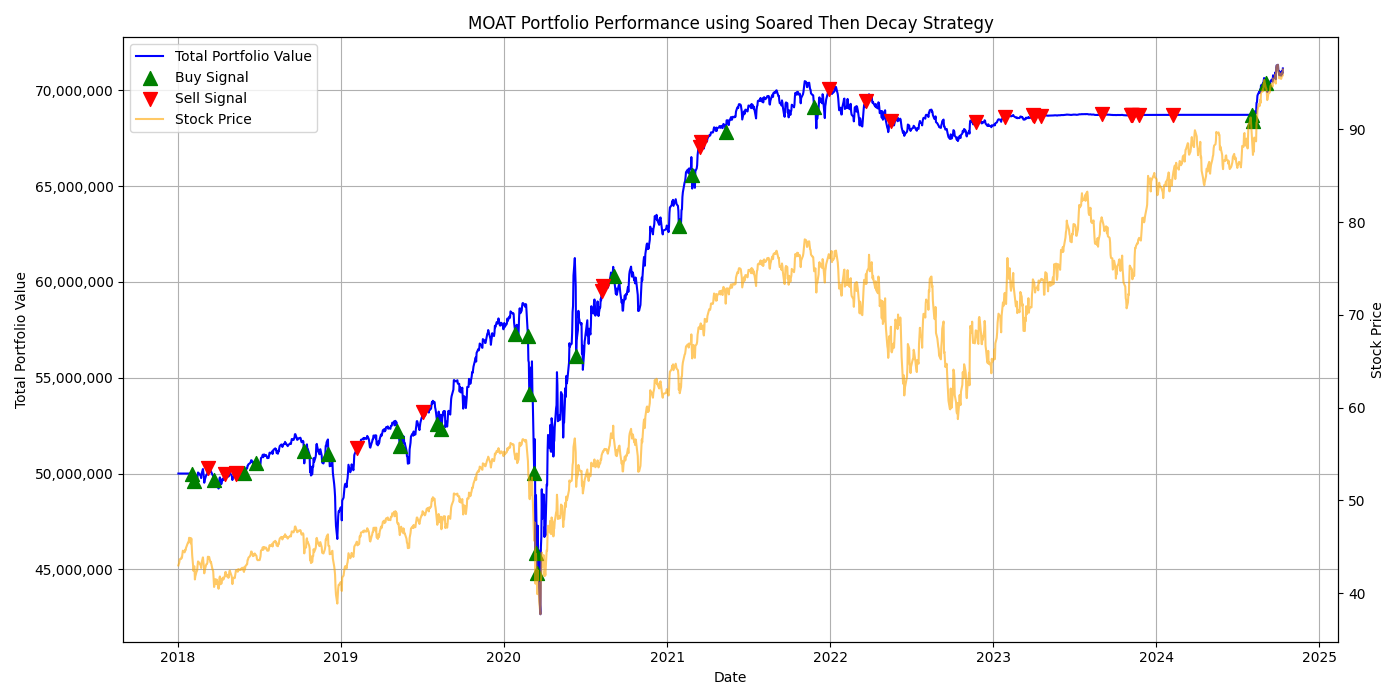 MOAT Portfolio Performance using Soared Then Decay Strategy
Total Portfolio Value
Buy Signal
Sell Signal
Stock Price
70,000,000
65,000,000
60,000,000
55,000,000
50,000,000
45,000,000
Total Portfolio Value
90
80
70
60
50
40
Stock Price
2018
2019
2020
2021
2022
2023
2024
2025
Date